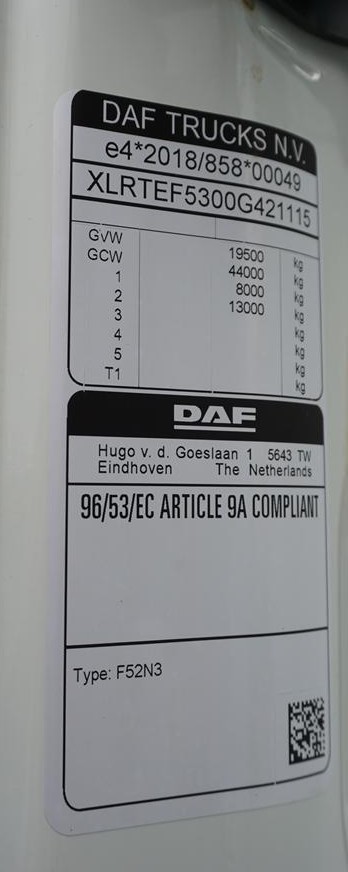 DAF TRUCKS N.V.
e4*2018/858*00049
XLRTEF5300G421115
GVW 19500 kg
GCW 44000 kg
1 8000 kg
2 13000 kg
3 kg
4 kg
5 kg
T1 kg
DAF
Hugo v. d. Goeslaan 1 5643 TW
Eindhoven The Netherlands
96/53/EC ARTICLE 9A COMPLIANT
Type: F52N3